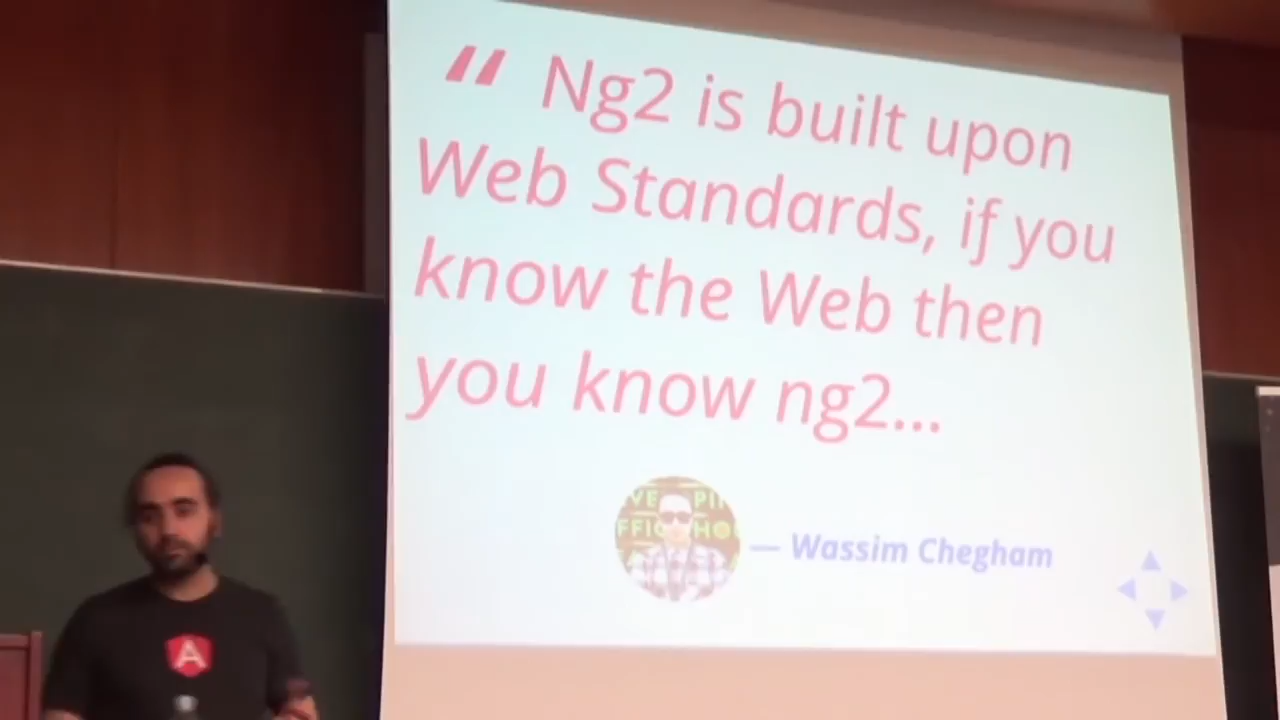 “ Ng2 is built upon
Web Standards, if you
know the Web then
you know ng2...
— Wassim Chegham
A